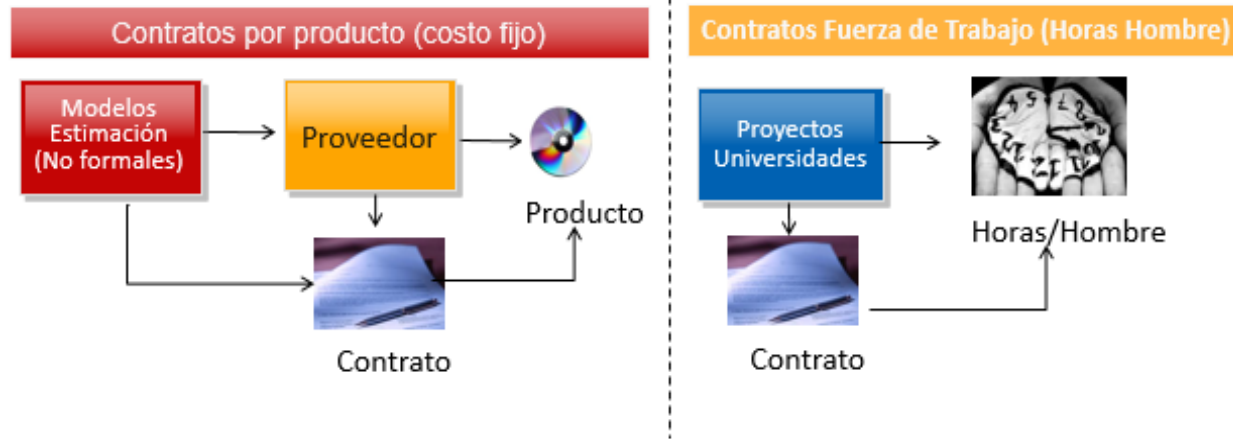 Contratos por producto (costo fijo)
Modelos
Estimación
(No formales)
Proveedor
Producto
Contrato
Contratos Fuerza de Trabajo (Horas Hombre)
Proyectos
Universidades
Horas/Hombre
Contrato